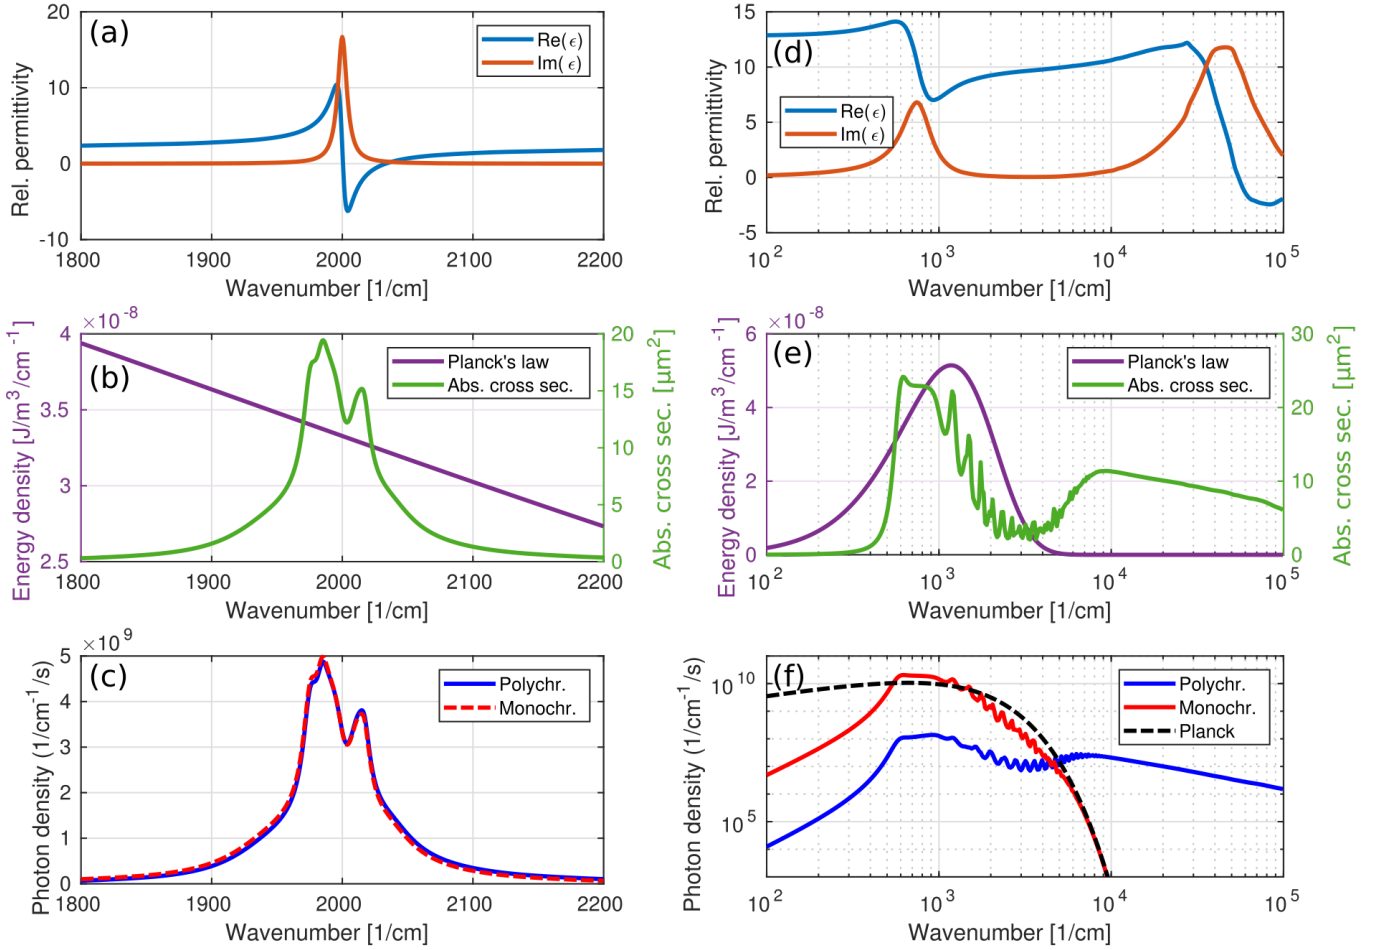 (a)
20
10
0
-10
Rel. permittivity
Re(ϵ)
Im(ϵ)
1800 1900 2000 2100 2200
Wavenumber [1/cm]
(d)
15
10
5
0
-5
Rel. permittivity
Re(ϵ)
Im(ϵ)
10^2 10^3 10^4 10^5
Wavenumber [1/cm]
(b)
×10^-8
4
3.5
3
2.5
Energy density [J/m^3/cm^-1]
Planck's law
Abs. cross sec.
20
15
10
5
0
Abs. cross sec. [μm^2]
1800 1900 2000 2100 2200
Wavenumber [1/cm]
(e)
×10^-8
6
4
2
0
Energy density [J/m^3/cm^-1]
Planck's law
Abs. cross sec.
30
20
10
0
Abs. cross sec. [μm^2]
10^2 10^3 10^4 10^5
Wavenumber [1/cm]
(c)
×10^9
5
4
3
2
1
0
Photon density (1/cm^-1/s)
Polychr.
Monochr.
1800 1900 2000 2100 2200
Wavenumber [1/cm]
(f)
10^10
10^5
Photon density (1/cm^-1/s)
Polychr.
Monochr.
Planck
10^2 10^3 10^4 10^5
Wavenumber [1/cm]